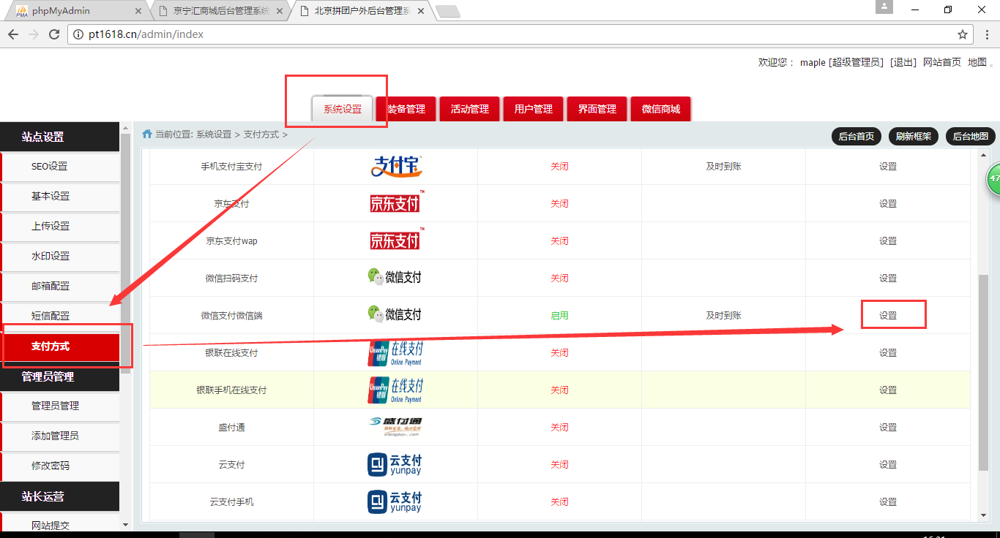 phpMyAdmin
京宁汇商城后台管理系统
北京拼团户外后台管理系
pt1618.cn/admin/index
欢迎您： maple [超级管理员] [退出] 网站首页 地图
系统设置 装备管理 活动管理 用户管理 界面管理 微信商城
站点设置
SEO设置
基本设置
上传设置
水印设置
邮箱配置
短信配置
支付方式
管理员管理
管理员管理
添加管理员
修改密码
站长运营
网站提交
当前位置: 系统设置 > 支付方式 >
后台首页 刷新框架 后台地图
手机支付宝支付 支付宝 关闭 及时到账 设置
京东支付 京东支付™ 关闭 设置
京东支付wap 京东支付™ 关闭 设置
微信扫码支付 微信支付 关闭 设置
微信支付微信端 微信支付 启用 及时到账 设置
银联在线支付 UnionPay 银联 在线支付 Online Payment 关闭 设置
银联手机在线支付 UnionPay 银联 在线支付 Online Payment 关闭 设置
盛付通 盛付通 关闭 设置
云支付 云支付 yunpay 关闭 设置
云支付手机 云支付 yunpay 关闭 设置
47